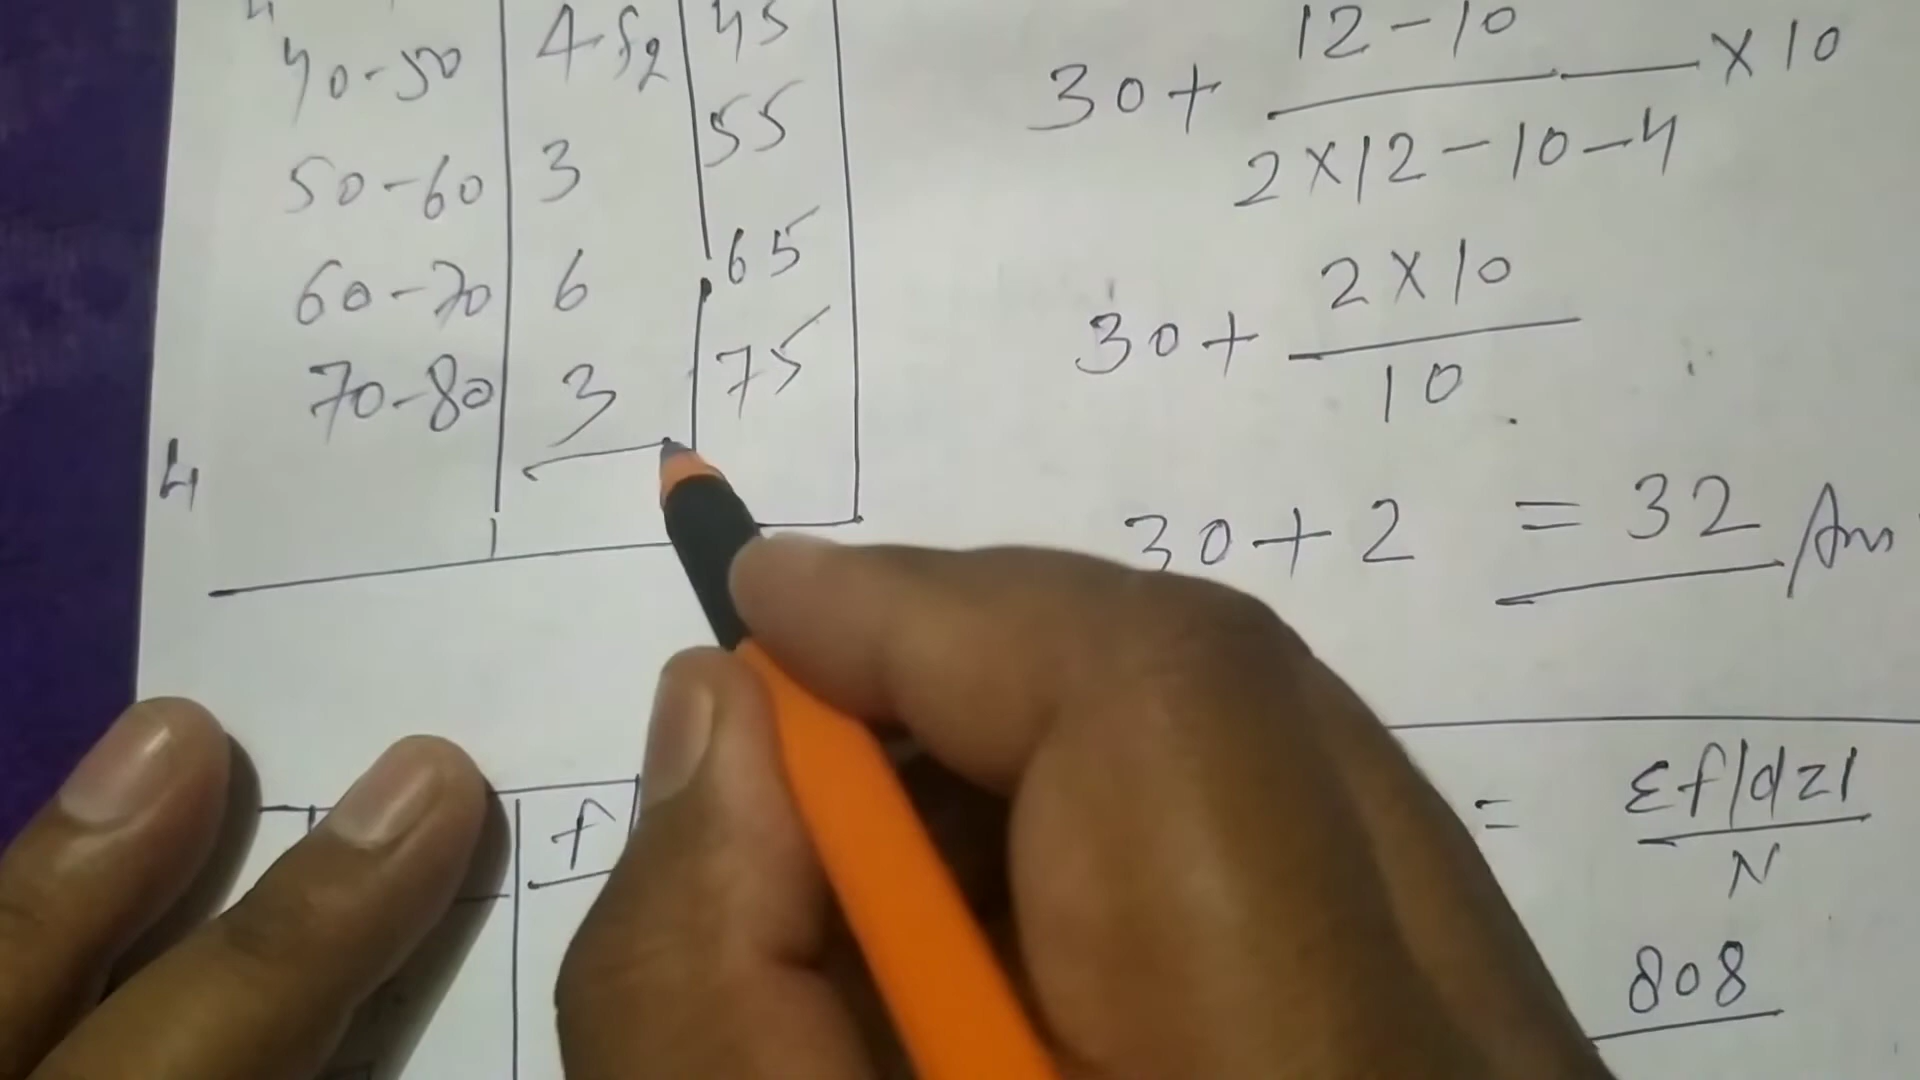 40-50 4-f2 45
50-60 3 55
60-70 6 65
70-80 3 75
4
30+ 12-10 / 2×12-10-4 ×10
30+ 2×10 / 10
30+2 = 32 Ans
f
= Σf|dz| / N
808